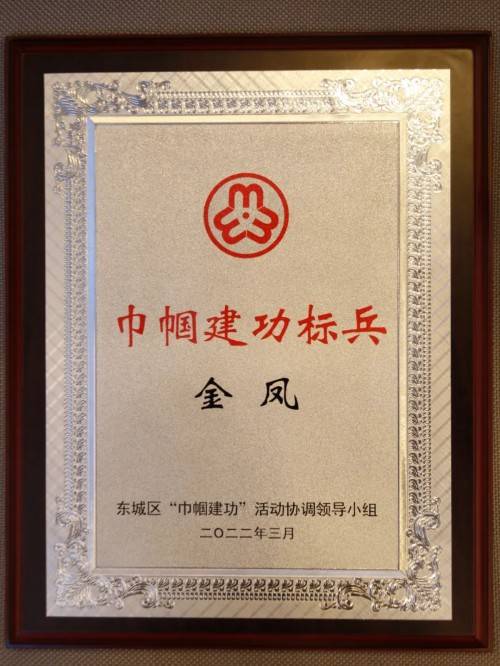 巾帼建功标兵
金凤
东城区“巾帼建功”活动协调领导小组
二〇二二年三月